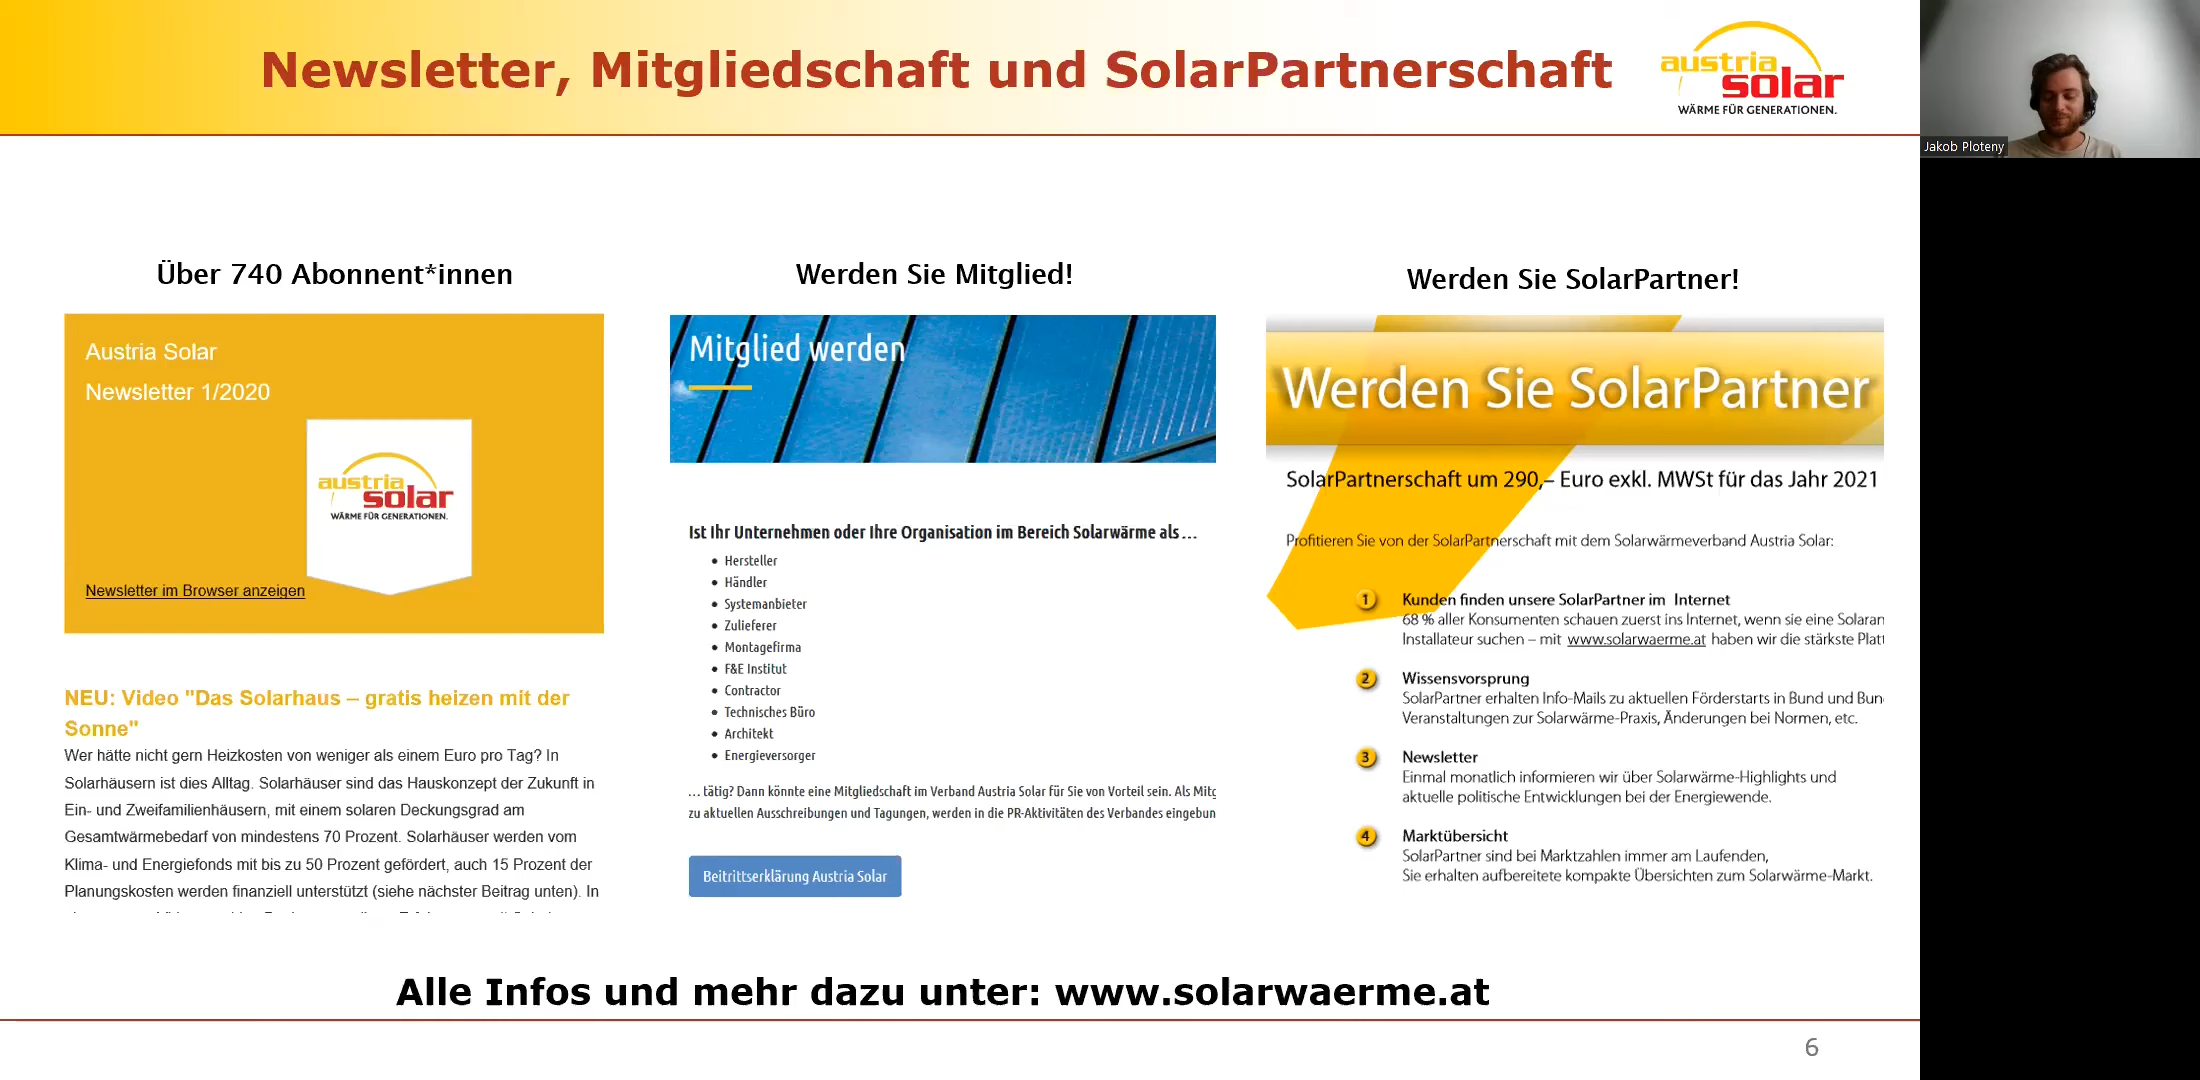 Newsletter, Mitgliedschaft und SolarPartnerschaft
austria
solar
WÄRME FÜR GENERATIONEN.
Jakob Ploteny
Über 740 Abonnent*innen
Austria Solar
Newsletter 1/2020
austria
solar
WÄRME FÜR GENERATIONEN.
Newsletter im Browser anzeigen
NEU: Video "Das Solarhaus – gratis heizen mit der
Sonne"
Wer hätte nicht gern Heizkosten von weniger als einem Euro pro Tag? In
Solarhäusern ist dies Alltag. Solarhäuser sind das Hauskonzept der Zukunft in
Ein- und Zweifamilienhäusern, mit einem solaren Deckungsgrad am
Gesamtwärmebedarf von mindestens 70 Prozent. Solarhäuser werden vom
Klima- und Energiefonds mit bis zu 50 Prozent gefördert, auch 15 Prozent der
Planungskosten werden finanziell unterstützt (siehe nächster Beitrag unten). In
Werden Sie Mitglied!
Mitglied werden
Ist Ihr Unternehmen oder Ihre Organisation im Bereich Solarwärme als …
• Hersteller
• Händler
• Systemanbieter
• Zulieferer
• Montagefirma
• F&E Institut
• Contractor
• Technisches Büro
• Architekt
• Energieversorger
… tätig? Dann könnte eine Mitgliedschaft im Verband Austria Solar für Sie von Vorteil sein. Als Mitg
zu aktuellen Ausschreibungen und Tagungen, werden in die PR-Aktivitäten des Verbandes eingebun
Beitrittserklärung Austria Solar
Werden Sie SolarPartner!
Werden Sie SolarPartner
SolarPartnerschaft um 290,– Euro exkl. MWSt für das Jahr 2021
Profitieren Sie von der SolarPartnerschaft mit dem Solarwärmeverband Austria Solar:
1 Kunden finden unsere SolarPartner im Internet
68 % aller Konsumenten schauen zuerst ins Internet, wenn sie eine Solaran
Installateur suchen – mit www.solarwaerme.at haben wir die stärkste Platt
2 Wissensvorsprung
SolarPartner erhalten Info-Mails zu aktuellen Förderstarts in Bund und Bun
Veranstaltungen zur Solarwärme-Praxis, Änderungen bei Normen, etc.
3 Newsletter
Einmal monatlich informieren wir über Solarwärme-Highlights und
aktuelle politische Entwicklungen bei der Energiewende.
4 Marktübersicht
SolarPartner sind bei Marktzahlen immer am Laufenden,
Sie erhalten aufbereitete kompakte Übersichten zum Solarwärme-Markt.
Alle Infos und mehr dazu unter: www.solarwaerme.at
6